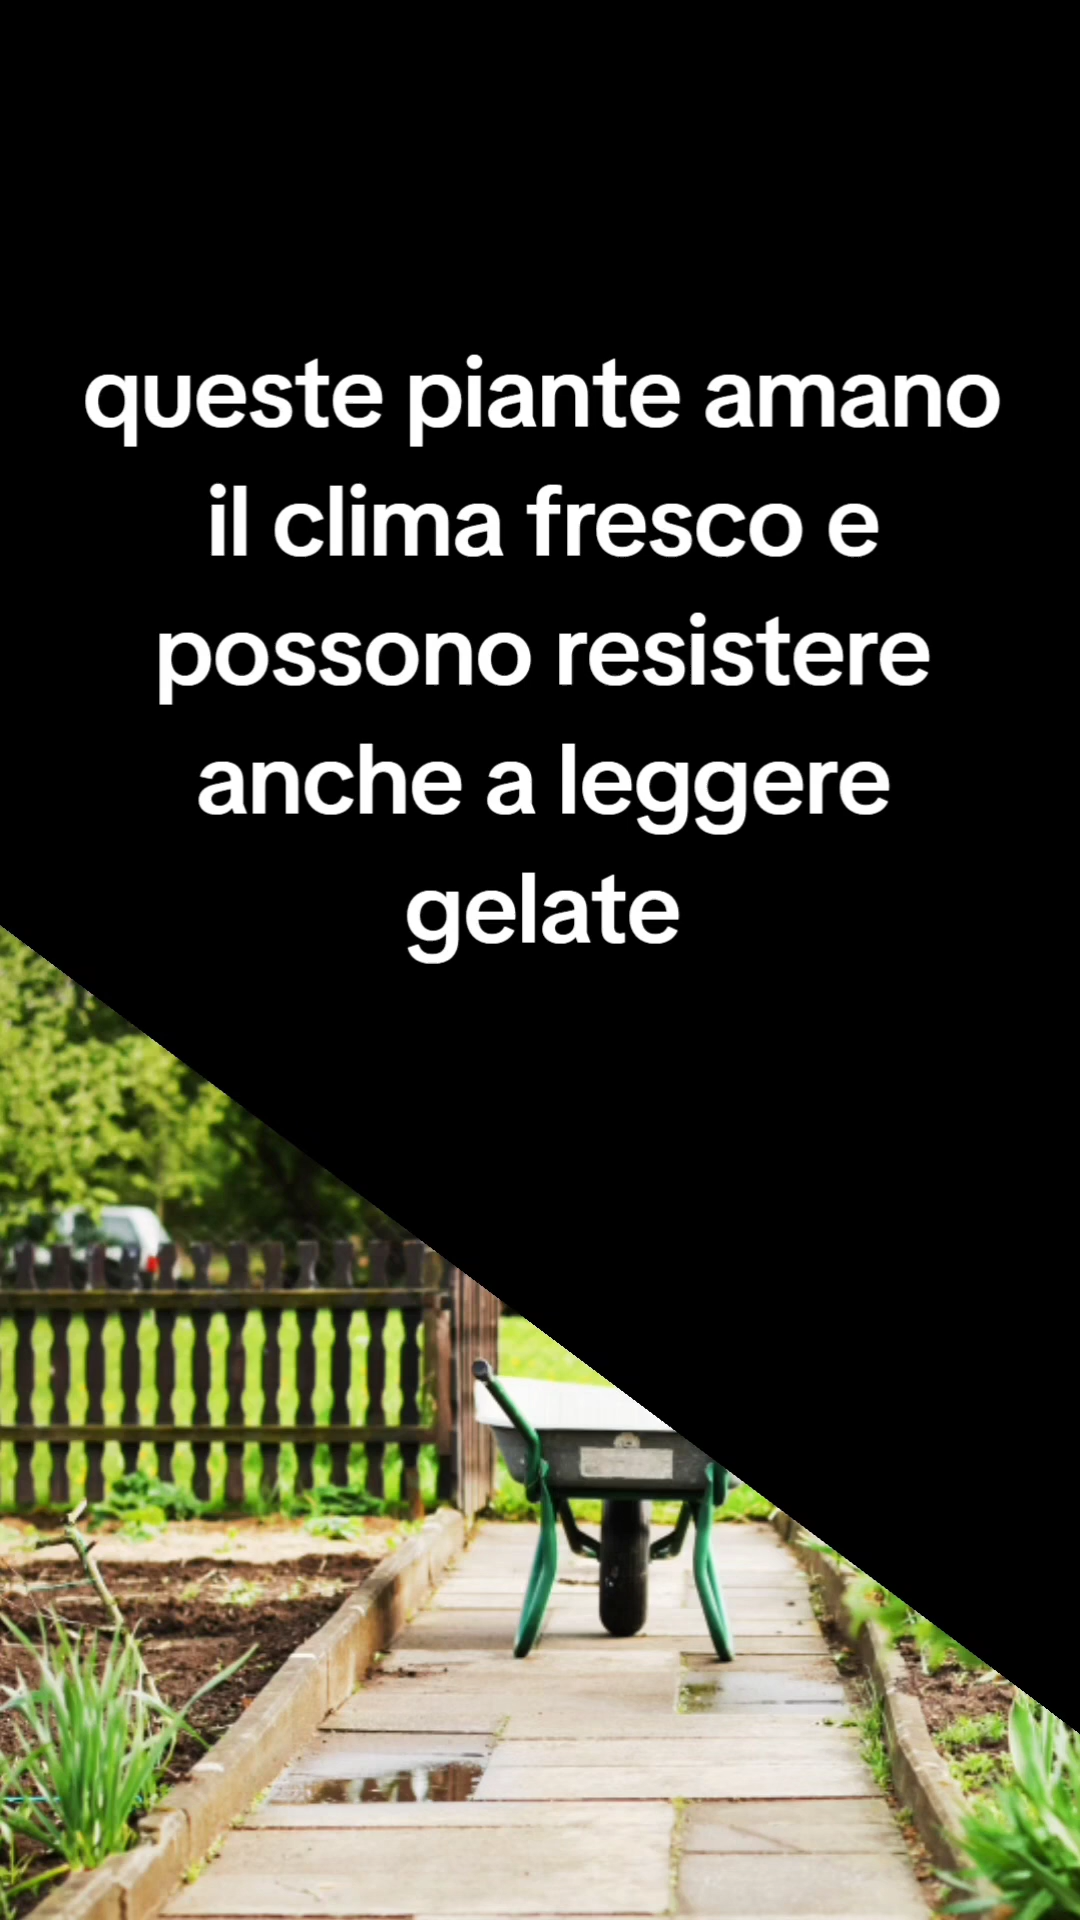 queste piante amano
il clima fresco e
possono resistere
anche a leggere
gelate